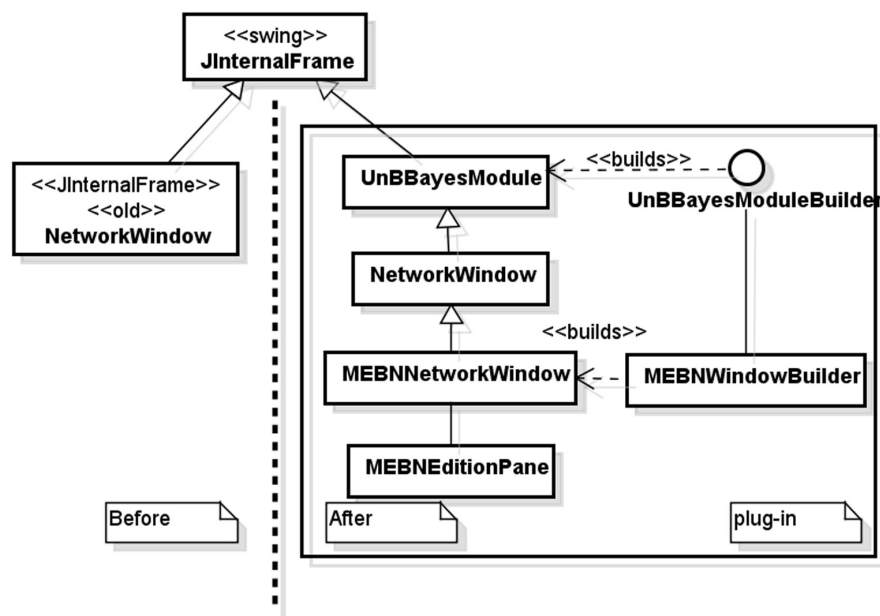 <<swing>>
JInternalFrame
<<JInternalFrame>>
<<old>>
NetworkWindow
UnBBayesModule
<<builds>>
UnBBayesModuleBuilder
NetworkWindow
<<builds>>
MEBNNetworkWindow
MEBNWindowBuilder
MEBNEditionPane
Before
After
plug-in